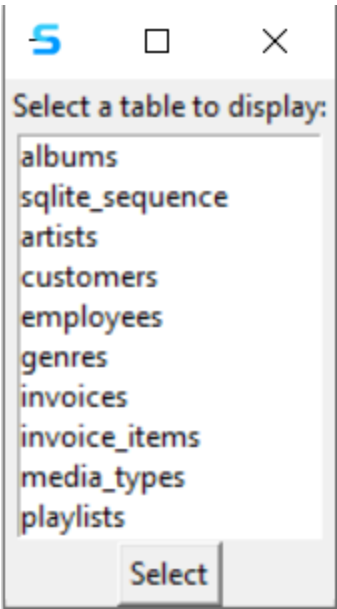 Select a table to display:
albums
sqlite_sequence
artists
customers
employees
genres
invoices
invoice_items
media_types
playlists
Select